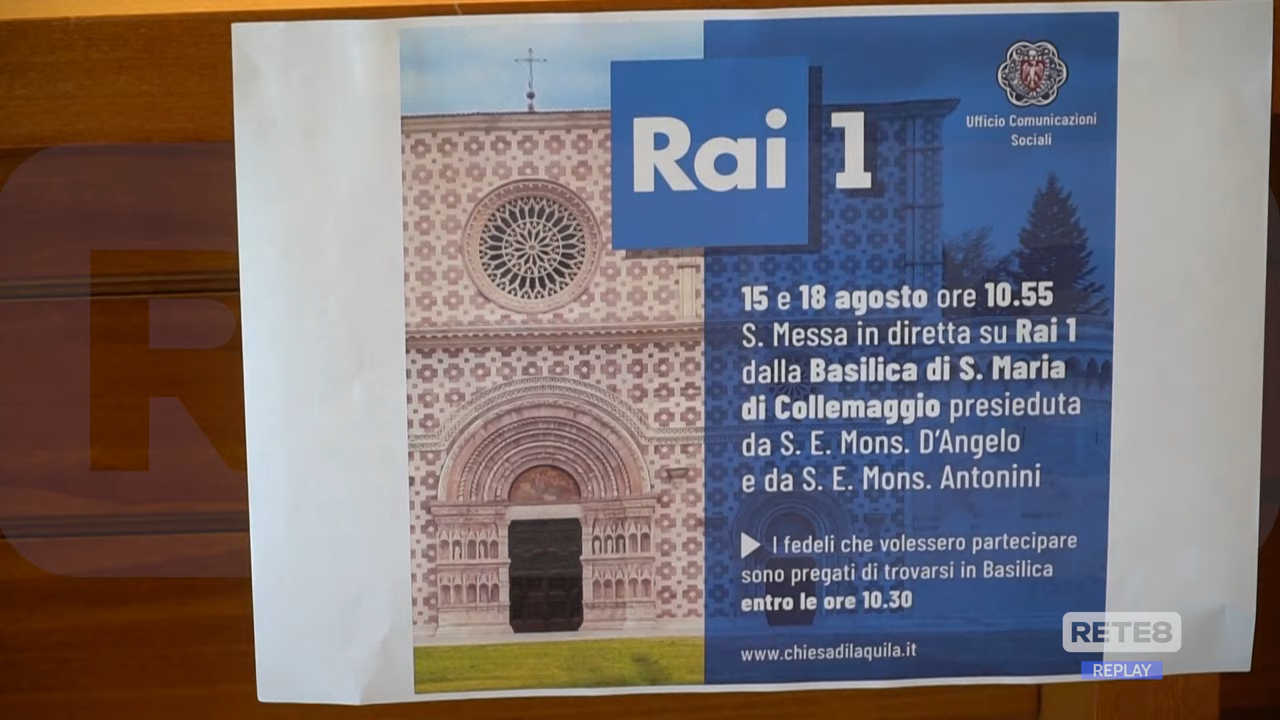 Rai 1
Ufficio Comunicazioni
Sociali
15 e 18 agosto ore 10.55
S. Messa in diretta su Rai 1
dalla Basilica di S. Maria
di Collemaggio presieduta
da S. E. Mons. D'Angelo
e da S. E. Mons. Antonini
I fedeli che volessero partecipare
sono pregati di trovarsi in Basilica
entro le ore 10.30
www.chiesadilaquila.it
RETE8
REPLAY